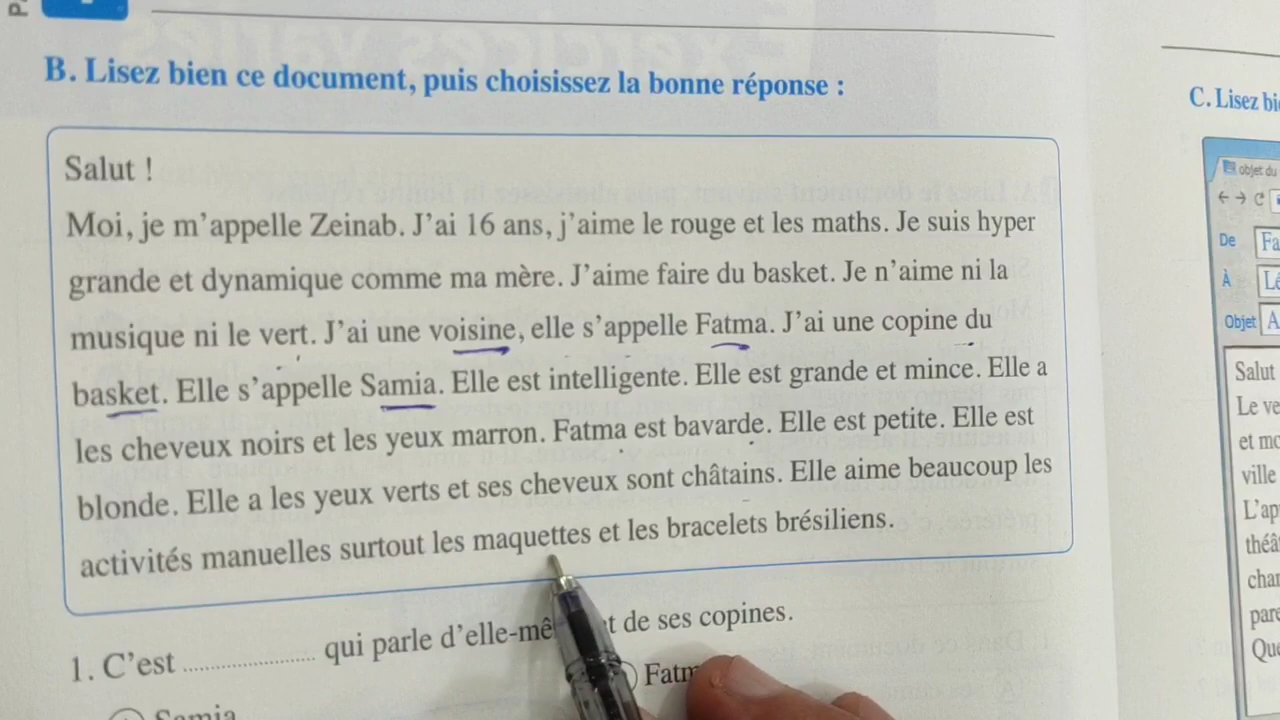 B. Lisez bien ce document, puis choisissez la bonne réponse :
Salut !
Moi, je m'appelle Zeinab. J'ai 16 ans, j'aime le rouge et les maths. Je suis hyper
grande et dynamique comme ma mère. J'aime faire du basket. Je n'aime ni la
musique ni le vert. J'ai une voisine, elle s'appelle Fatma. J'ai une copine du
basket. Elle s'appelle Samia. Elle est intelligente. Elle est grande et mince. Elle a
les cheveux noirs et les yeux marron. Fatma est bavarde. Elle est petite. Elle est
blonde. Elle a les yeux verts et ses cheveux sont châtains. Elle aime beaucoup les
activités manuelles surtout les maquettes et les bracelets brésiliens.
1. C'est .................... qui parle d'elle-mê t de ses copines.
Samia
Fatm
C. Lisez bi
objet du
De Fa
À Lé
Objet A
Salut
Le ve
et mo
ville
L'ap
théâ
char
parc
Que